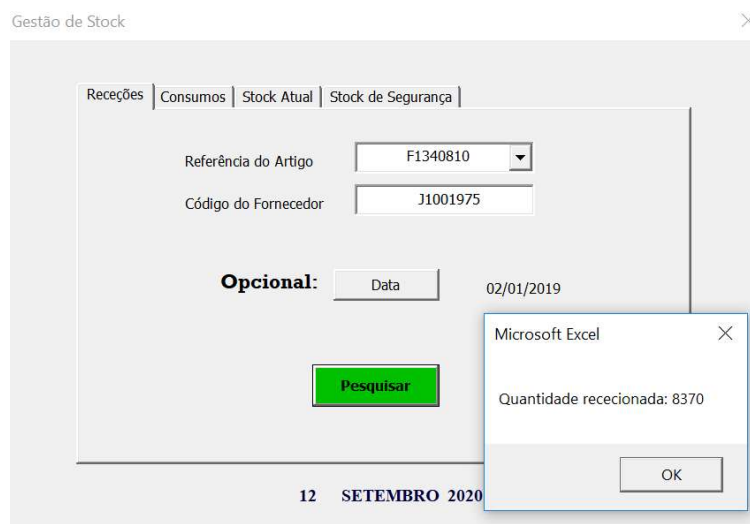 Gestão de Stock
Receções Consumos Stock Atual Stock de Segurança
Referência do Artigo F1340810
Código do Fornecedor J1001975
Opcional: Data 02/01/2019
Microsoft Excel
Pesquisar
Quantidade rececionada: 8370
OK
12 SETEMBRO 2020